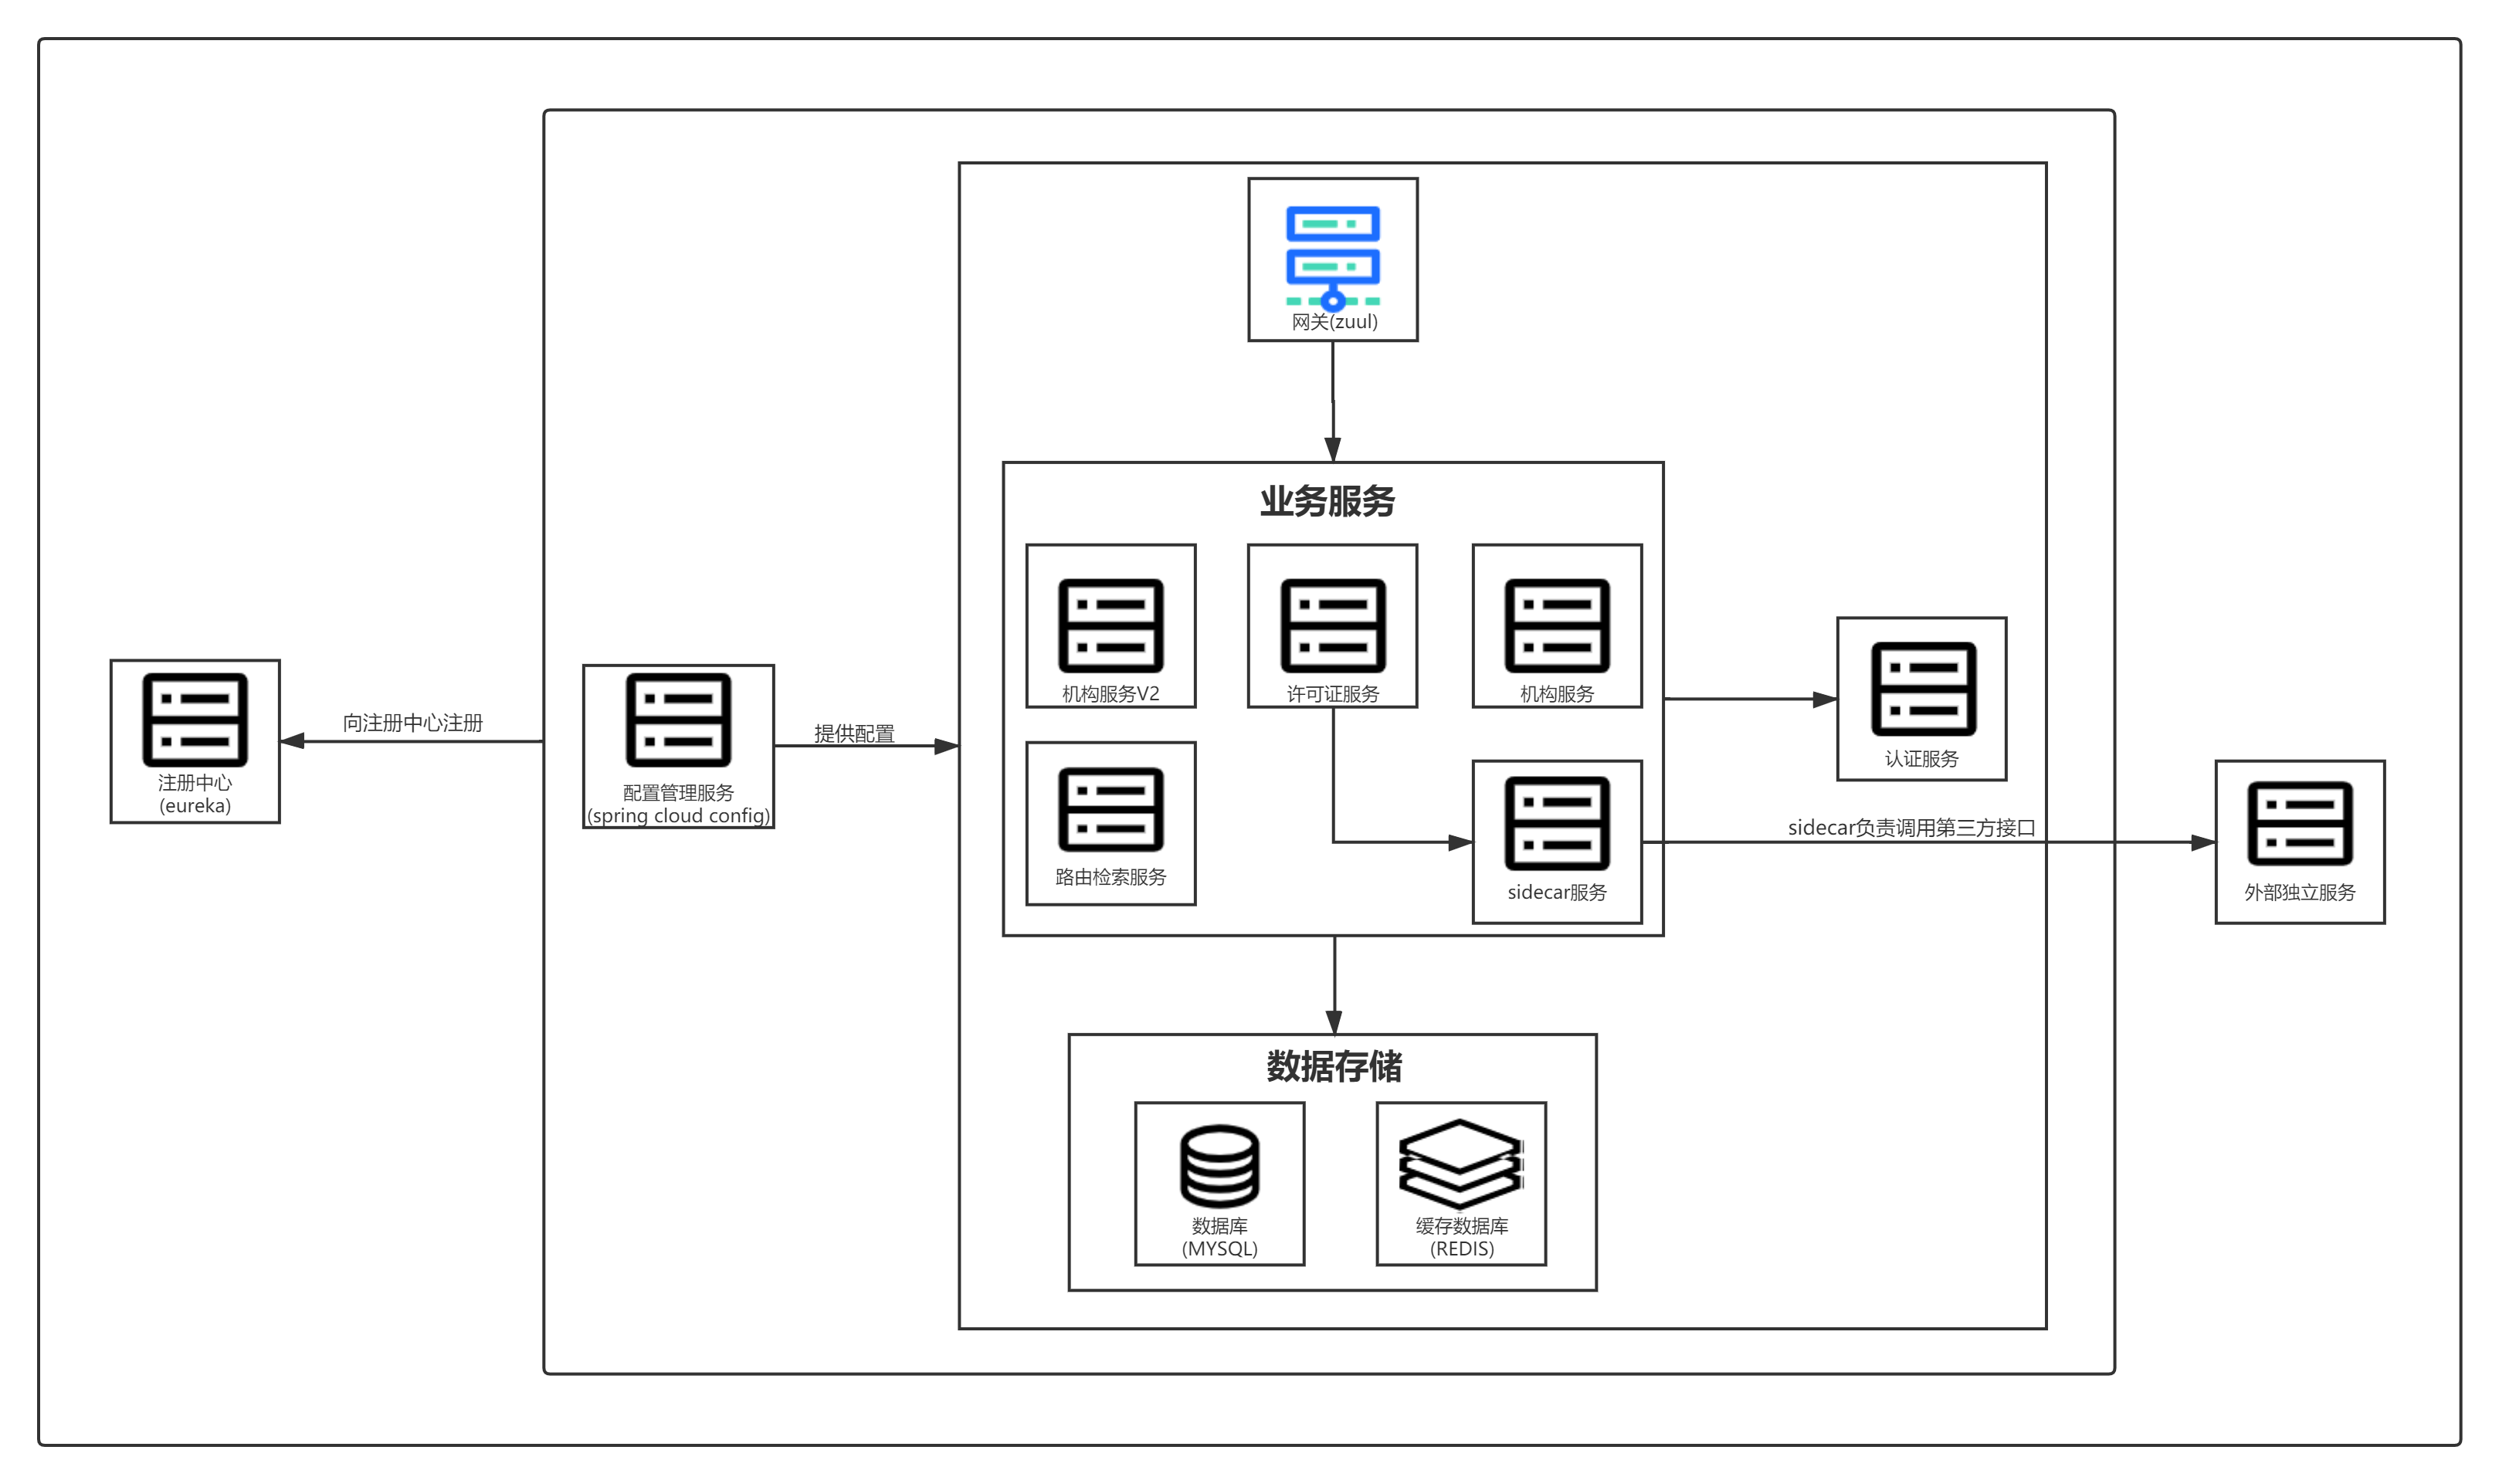 网关(zuul)
业务服务
机构服务V2
许可证服务
机构服务
向注册中心注册
注册中心
(eureka)
配置管理服务
(spring cloud config)
提供配置
认证服务
路由检索服务
sidecar服务
sidecar负责调用第三方接口
外部独立服务
数据存储
数据库
(MYSQL)
缓存数据库
(REDIS)